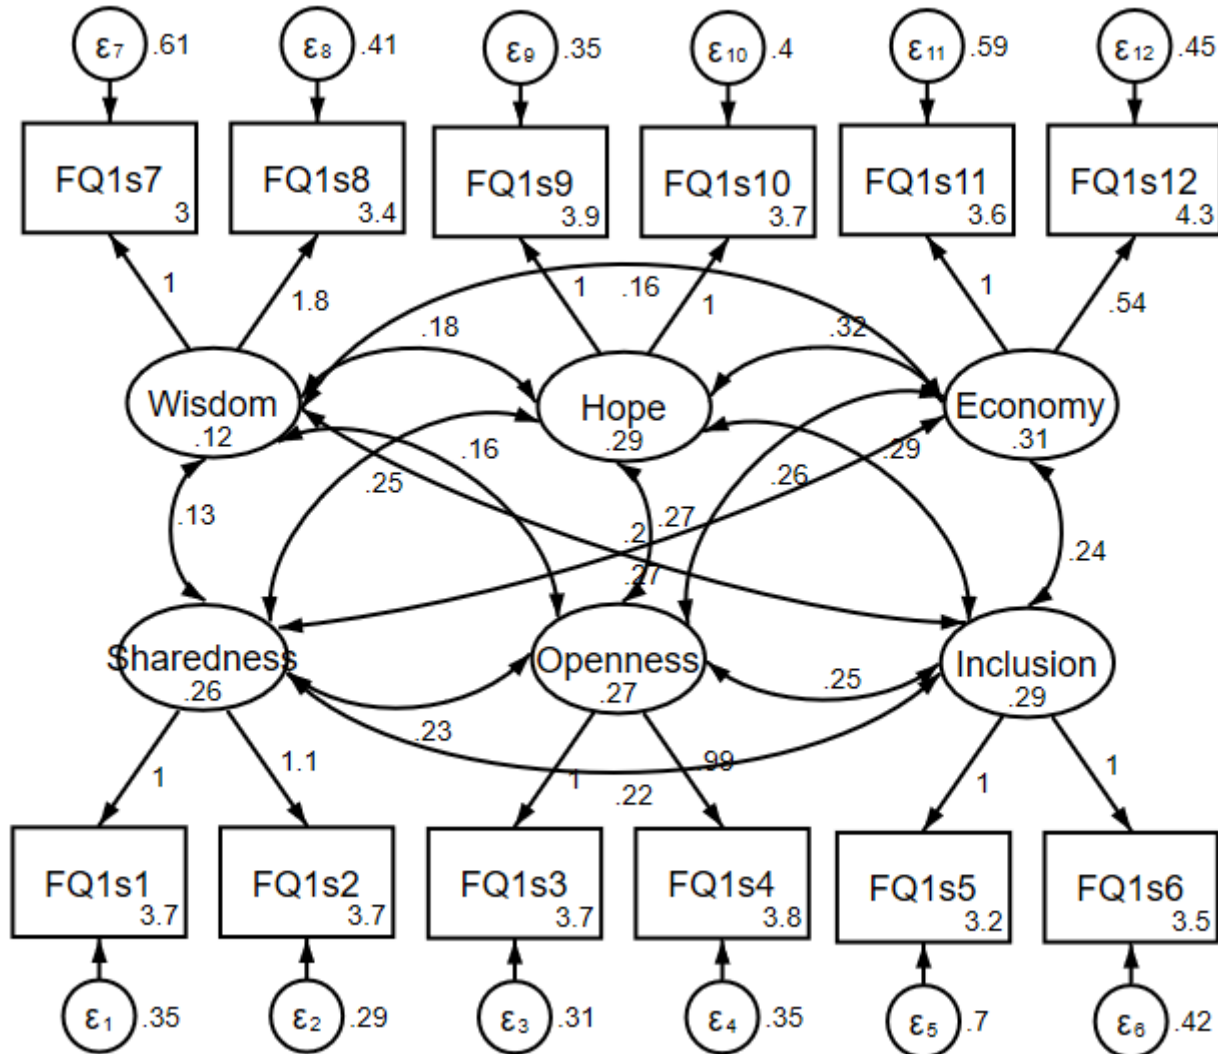 ε7 .61 ε8 .41 ε9 .35 ε10 .4 ε11 .59 ε12 .45
FQ1s7 FQ1s8 FQ1s9 FQ1s10 FQ1s11 FQ1s12
3 3.4 3.9 3.7 3.6 4.3
1 1.8 1 .16 1 1 .54
.18 .32
Wisdom Hope Economy
.12 .29 .31
.16 .29
.25 .26
.13 .27
.2 .24
.27
Sharedness Openness Inclusion
.26 .27 .29
.25
.23
1 1.1 1 .99 1 1
.22
FQ1s1 FQ1s2 FQ1s3 FQ1s4 FQ1s5 FQ1s6
3.7 3.7 3.7 3.8 3.2 3.5
ε1 .35 ε2 .29 ε3 .31 ε4 .35 ε5 .7 ε6 .42